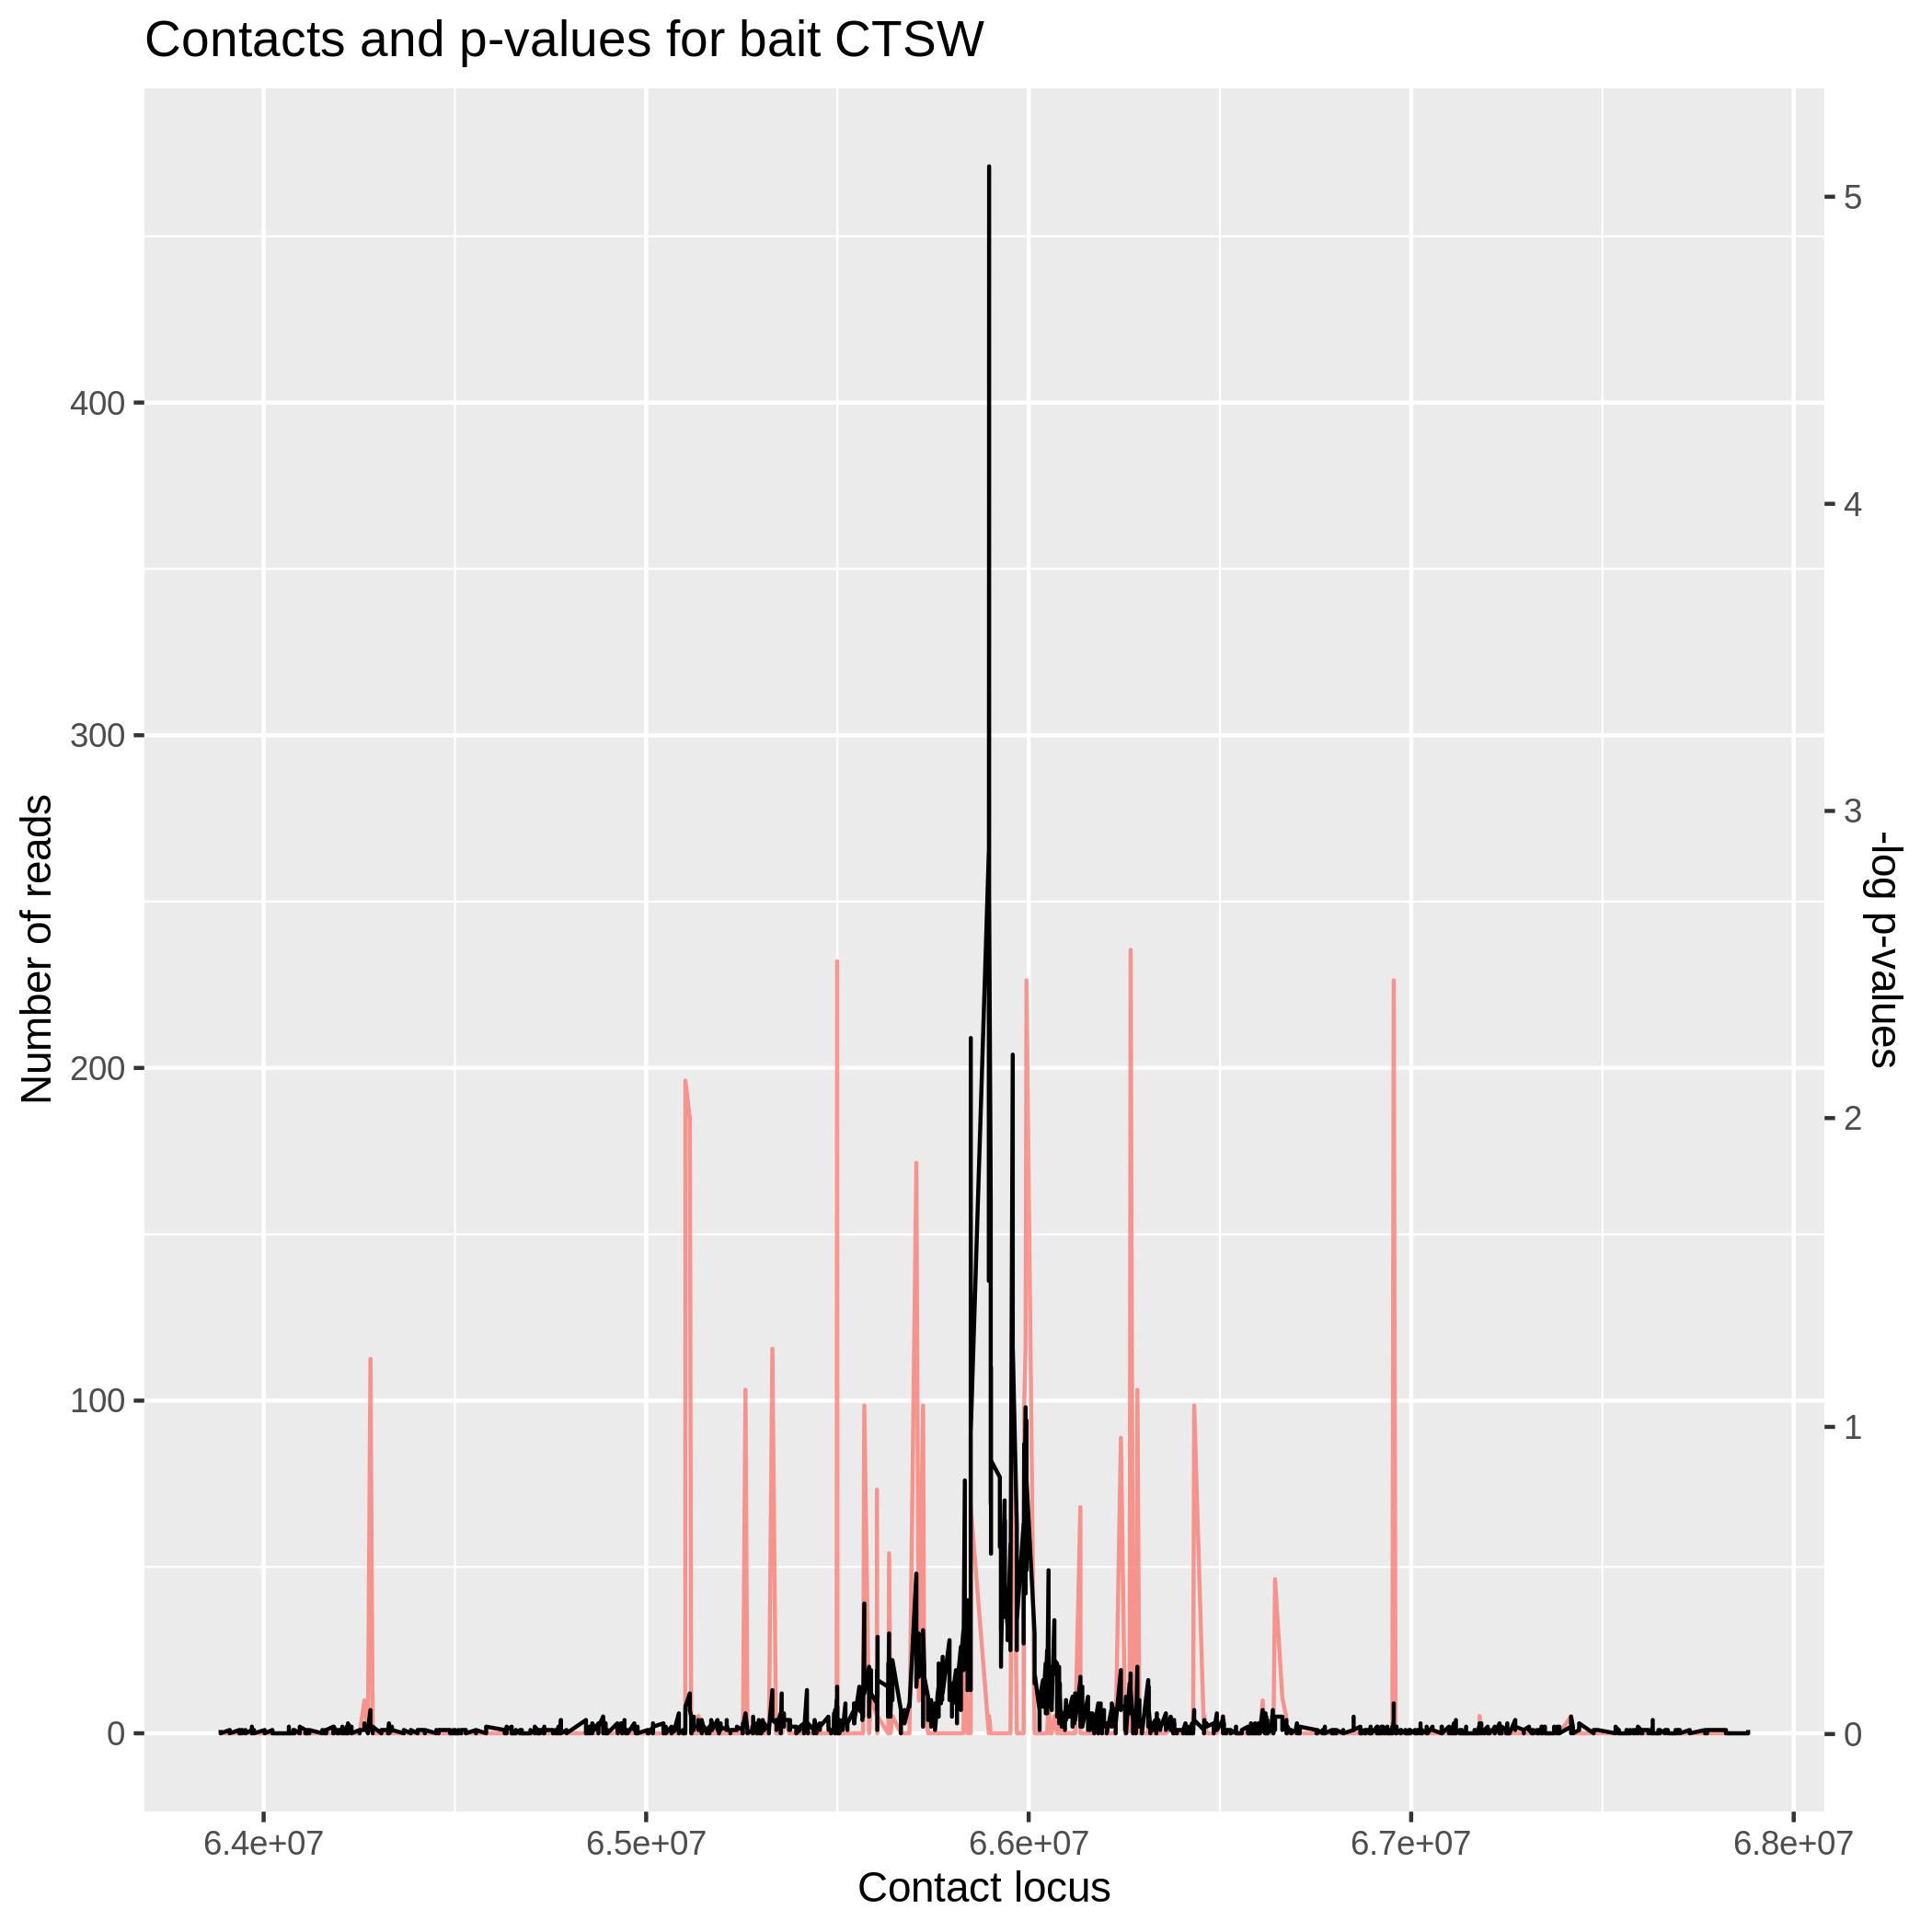 Contacts and p-values for bait CTSW
Number of reads
400
300
200
100
0
5
4
3
2
1
0
-log p-values
6.4e+07
6.5e+07
6.6e+07
6.7e+07
6.8e+07
Contact locus